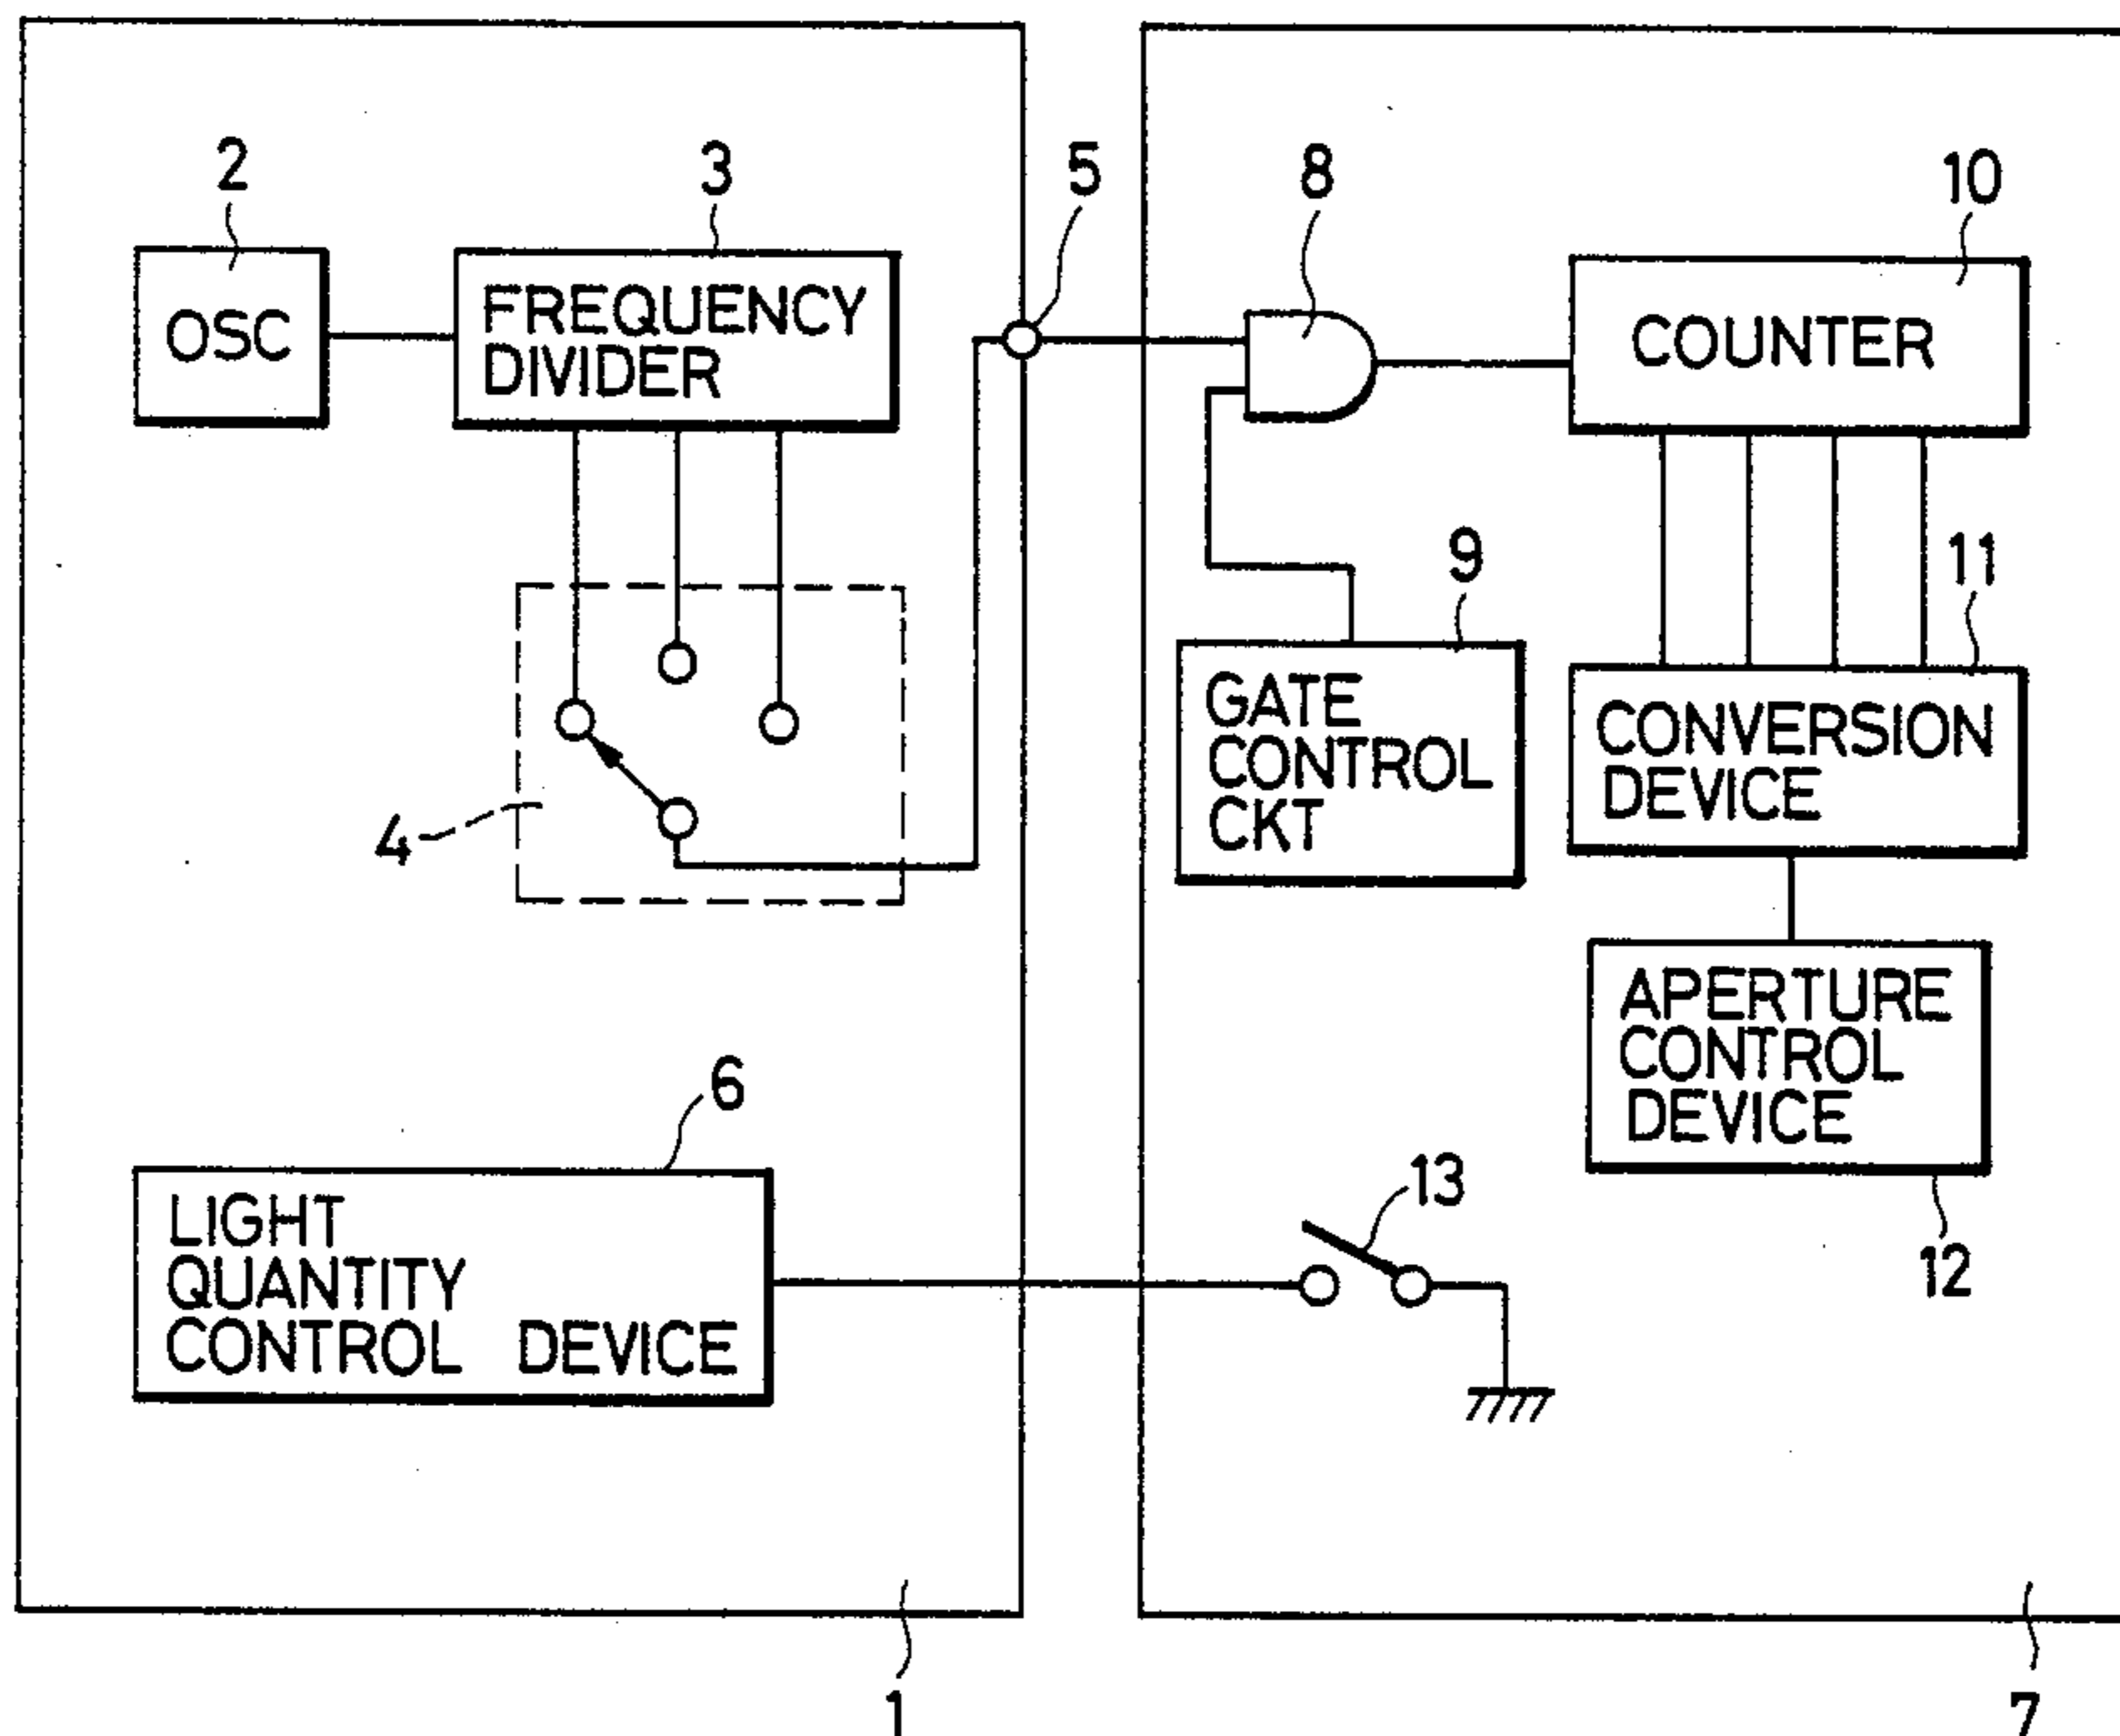 2
3
5
8
10
OSC
FREQUENCY
DIVIDER
COUNTER
9
11
4
GATE
CONTROL
CKT
CONVERSION
DEVICE
APERTURE
CONTROL
DEVICE
6
13
12
LIGHT
QUANTITY
CONTROL DEVICE
1
7